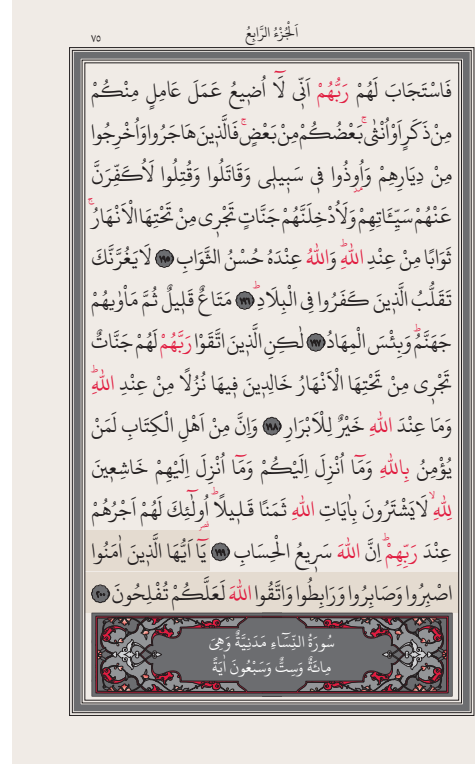 اَلْجُزْءُ الرَّابِعُ
٧٥
فَاسْتَجَابَ لَهُمْ رَبُّهُمْ اَنّ۪ي لَٓا اُض۪يعُ عَمَلَ عَامِلٍ مِنْكُمْ
مِنْ ذَكَرٍ اَوْ اُنْثٰىۚ بَعْضُكُمْ مِنْ بَعْضٍۚ فَالَّذ۪ينَ هَاجَرُوا وَاُخْرِجُوا
مِنْ دِيَارِهِمْ وَاُو۫ذُوا ف۪ي سَب۪يل۪ي وَقَاتَلُوا وَقُتِلُوا لَاُكَفِّرَنَّ
عَنْهُمْ سَيِّـَٔاتِهِمْ وَلَاُدْخِلَنَّهُمْ جَنَّاتٍ تَجْر۪ي مِنْ تَحْتِهَا الْاَنْهَارُۚ
ثَوَابًا مِنْ عِنْدِ اللّٰهِۜ وَاللّٰهُ عِنْدَهُ حُسْنُ الثَّوَابِ ﴿١٩٥﴾ لَا يَغُرَّنَّكَ
تَقَلُّبُ الَّذ۪ينَ كَفَرُوا فِي الْبِلَادِۜ ﴿١٩٦﴾ مَتَاعٌ قَل۪يلٌ ثُمَّ مَأْوٰيهُمْ
جَهَنَّمُۜ وَبِئْسَ الْمِهَادُ ﴿١٩٧﴾ لٰكِنِ الَّذ۪ينَ اتَّقَوْا رَبَّهُمْ لَهُمْ جَنَّاتٌ
تَجْر۪ي مِنْ تَحْتِهَا الْاَنْهَارُ خَالِد۪ينَ ف۪يهَا نُزُلًا مِنْ عِنْدِ اللّٰهِۜ
وَمَا عِنْدَ اللّٰهِ خَيْرٌ لِلْاَبْرَارِ ﴿١٩٨﴾ وَاِنَّ مِنْ اَهْلِ الْكِتَابِ لَمَنْ
يُؤْمِنُ بِاللّٰهِ وَمَٓا اُنْزِلَ اِلَيْكُمْ وَمَٓا اُنْزِلَ اِلَيْهِمْ خَاشِع۪ينَ
لِلّٰهِۙ لَا يَشْتَرُونَ بِاٰيَاتِ اللّٰهِ ثَمَنًا قَل۪يلًاۜ اُو۬لٰٓئِكَ لَهُمْ اَجْرُهُمْ
عِنْدَ رَبِّهِمْۜ اِنَّ اللّٰهَ سَر۪يعُ الْحِسَابِ ﴿١٩٩﴾ يَٓا اَيُّهَا الَّذ۪ينَ اٰمَنُوا
اصْبِرُوا وَصَابِرُوا وَرَابِطُوا وَاتَّقُوا اللّٰهَ لَعَلَّكُمْ تُفْلِحُونَ ﴿٢٠٠﴾
سُورَةُ النِّسَٓاءِ مَدَنِيَّةٌ وَهِيَ
مِائَةٌ وَسِتٌّ وَسَبْعُونَ اٰيَةً